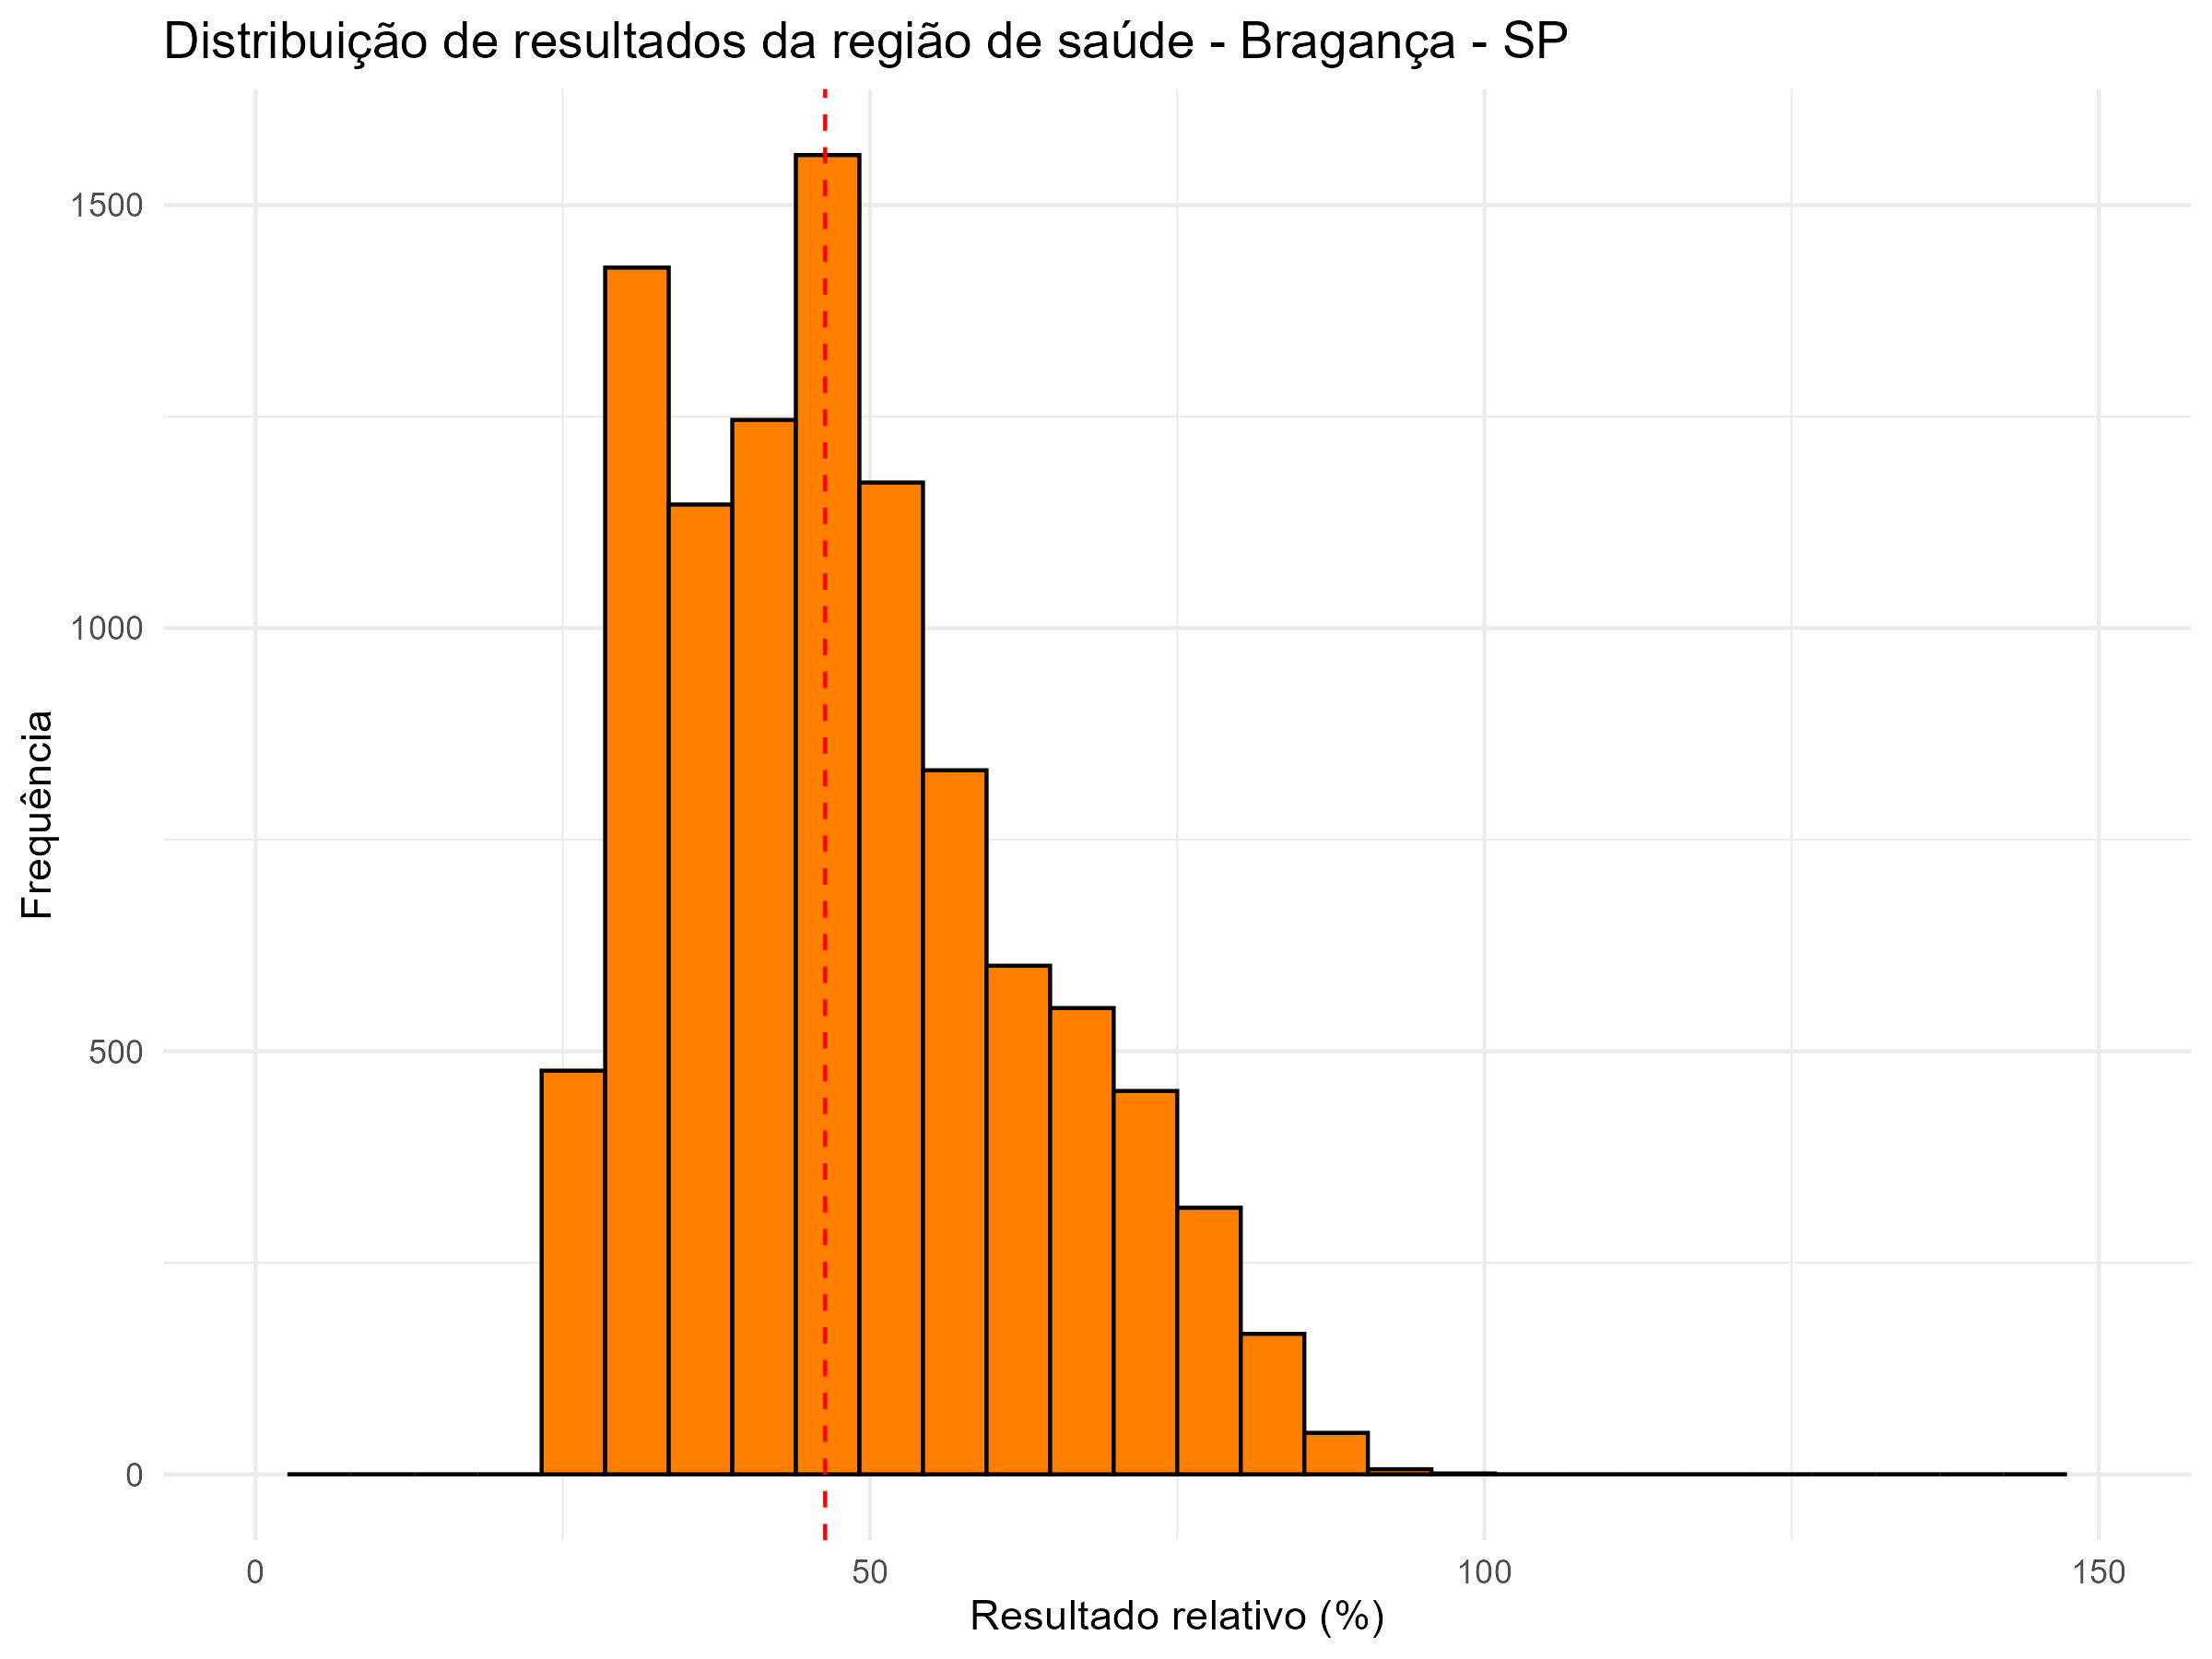 Distribuição de resultados da região de saúde - Bragança - SP
Frequência
1500
1000
500
0
0 50 100 150
Resultado relativo (%)